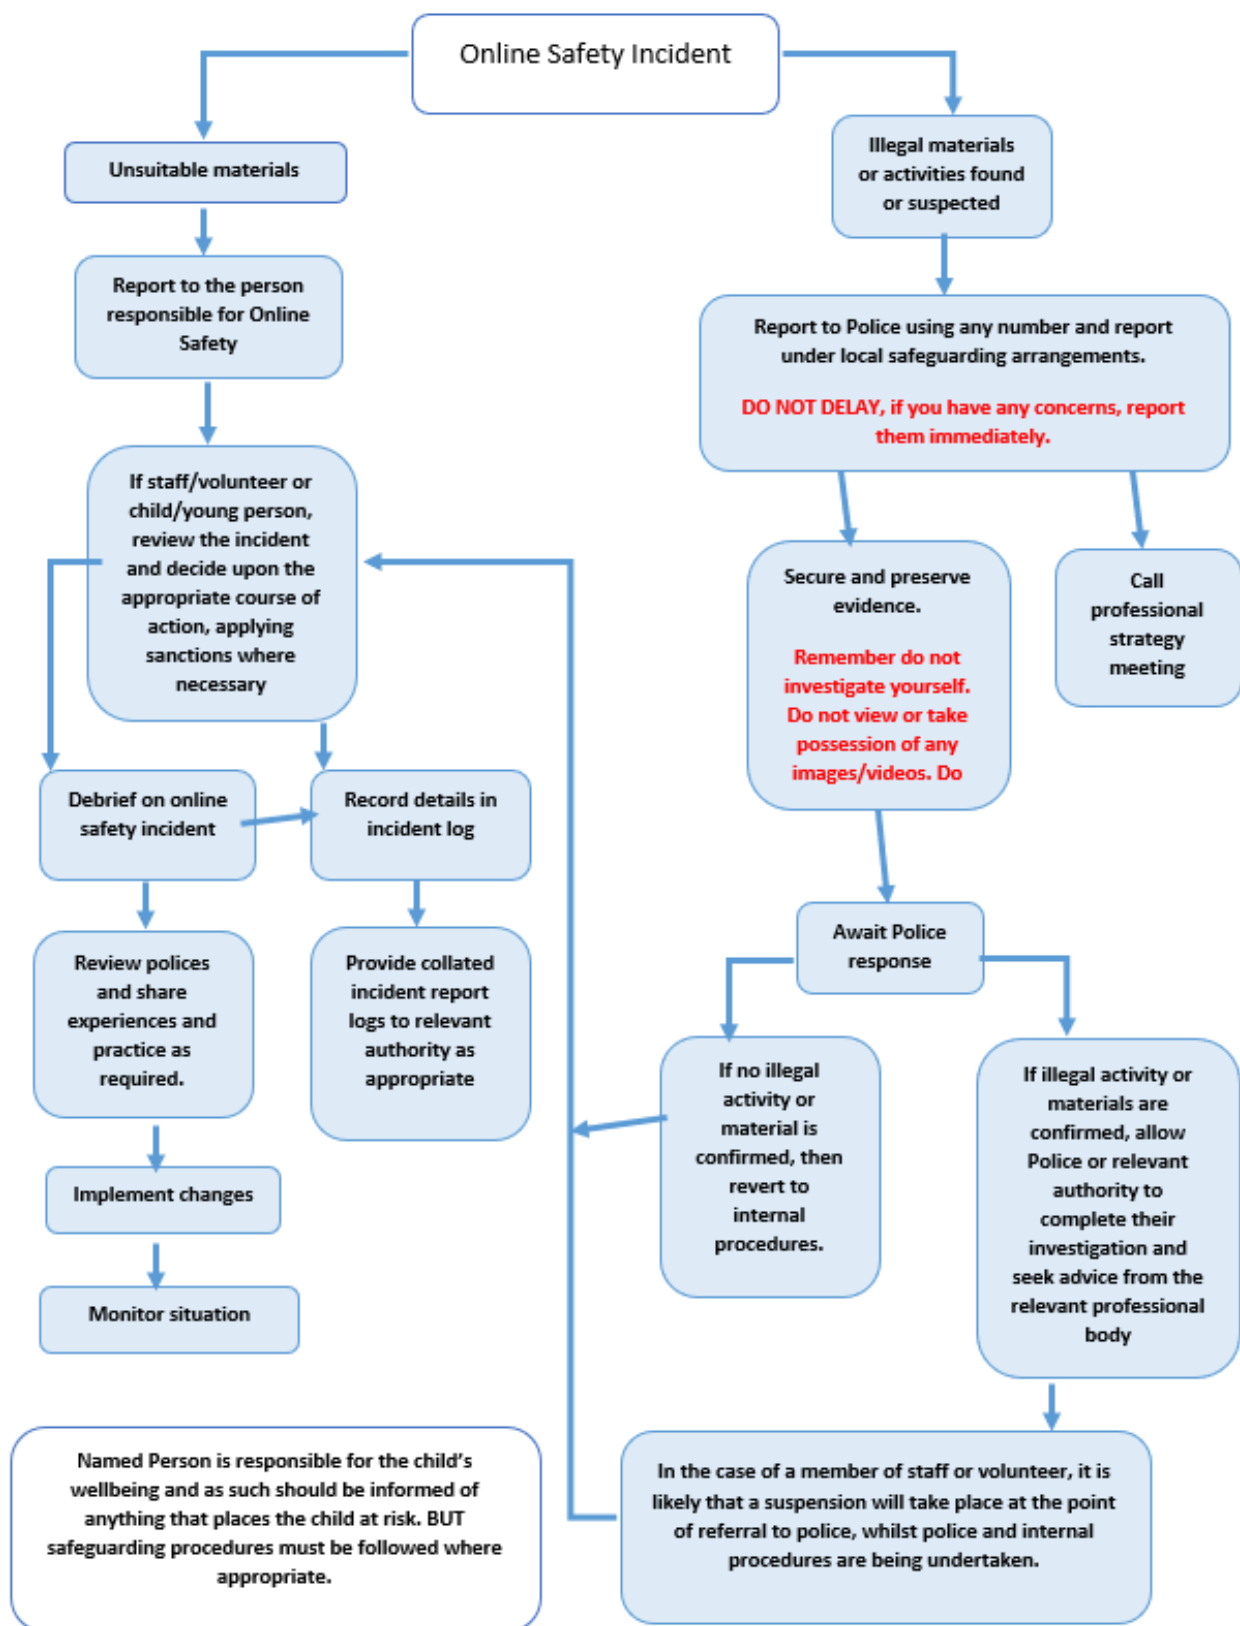 Online Safety Incident
Unsuitable materials
Report to the person
responsible for Online
Safety
If staff/volunteer or
child/young person,
review the incident
and decide upon the
appropriate course of
action, applying
sanctions where
necessary
Debrief on online
safety incident
Record details in
incident log
Review polices
and share
experiences and
practice as
required.
Provide collated
incident report
logs to relevant
authority as
appropriate
Implement changes
Monitor situation
Illegal materials
or activities found
or suspected
Report to Police using any number and report
under local safeguarding arrangements.
DO NOT DELAY, if you have any concerns, report
them immediately.
Secure and preserve
evidence.
Remember do not
investigate yourself.
Do not view or take
possession of any
images/videos. Do
Call
professional
strategy
meeting
Await Police
response
If no illegal
activity or
material is
confirmed, then
revert to
internal
procedures.
If illegal activity or
materials are
confirmed, allow
Police or relevant
authority to
complete their
investigation and
seek advice from the
relevant professional
body
In the case of a member of staff or volunteer, it is
likely that a suspension will take place at the point
of referral to police, whilst police and internal
procedures are being undertaken.
Named Person is responsible for the child's
wellbeing and as such should be informed of
anything that places the child at risk. BUT
safeguarding procedures must be followed where
appropriate.